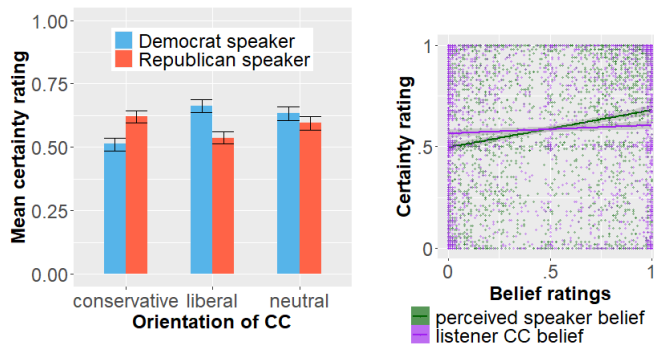 Mean certainty rating
1.00
0.75
0.50
0.25
0.00
Democrat speaker
Republican speaker
conservative liberal neutral
Orientation of CC
Certainty rating
1
.5
0
0 .5 1
Belief ratings
perceived speaker belief
listener CC belief